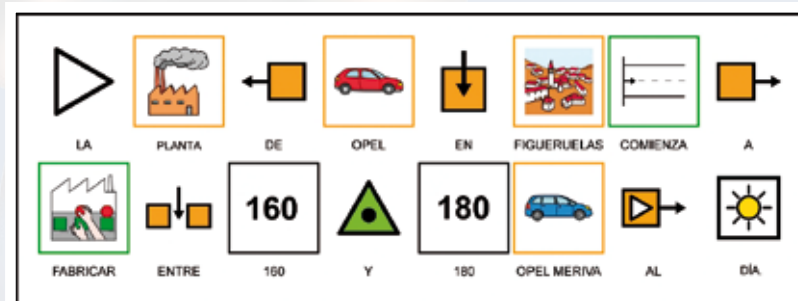 LA PLANTA DE OPEL EN FIGUERUELAS COMIENZA A
160 180
FABRICAR ENTRE 160 Y 180 OPEL MERIVA AL DÍA